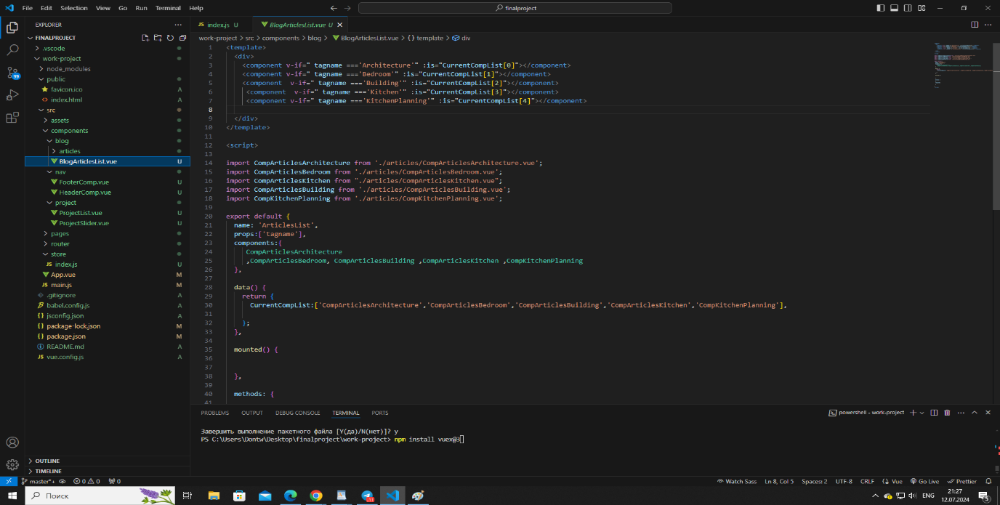 File Edit Selection View Go Run Terminal Help
finalproject
EXPLORER
FINALPROJECT
.vscode
work-project
node_modules
public
favicon.ico A
index.html A
src
assets
components
blog
articles
BlogArticlesList.vue U
nav
FooterComp.vue U
HeaderComp.vue U
project
ProjectList.vue U
ProjectSlider.vue U
pages
router
store
JS index.js U
App.vue M
JS main.js M
.gitignore A
babel.config.js A
{} jsconfig.json A
{} package-lock.json M
{} package.json M
README.md A
JS vue.config.js A
OUTLINE
TIMELINE
99
JS index.js U
BlogArticlesList.vue U
work-project > src > components > blog > BlogArticlesList.vue > {} template > div
1 <template>
2 <div>
3 <component v-if=" tagname ==='Architecture'" :is="CurrentCompList[0]"></component>
4 <component v-if=" tagname ==='Bedroom'" :is="CurrentCompList[1]"></component>
5 <component  v-if=" tagname ==='Building'" :is="CurrentCompList[2]"></component>
6 <component  v-if=" tagname ==='Kitchen'" :is="CurrentCompList[3]"></component>
7 <component v-if=" tagname ==='KitchenPlanning'" :is="CurrentCompList[4]"></component>
8
9 </div>
10 </template>
11
12 <script>
13
14 import CompArticlesArchitecture from './articles/CompArticlesArchitecture.vue';
15 import CompArticlesBedroom from './articles/CompArticlesBedroom.vue';
16 import CompArticlesKitchen from "./articles/CompArticlesKitchen.vue";
17 import CompArticlesBuilding from './articles/CompArticlesBuilding.vue';
18 import CompKitchenPlanning from './articles/CompKitchenPlanning.vue';
19
20 export default {
21 name: 'ArticlesList',
22 props:['tagname'],
23 components:{
24 CompArticlesArchitecture
25 ,CompArticlesBedroom, CompArticlesBuilding ,CompArticlesKitchen ,CompKitchenPlanning
26 },
27
28 data() {
29 return {
30 CurrentCompList:['CompArticlesArchitecture','CompArticlesBedroom','CompArticlesBuilding','CompArticlesKitchen','CompKitchenPlanning'],
31
32 };
33 },
34
35 mounted() {
36
37
38 },
39
40 methods: {
41
PROBLEMS OUTPUT DEBUG CONSOLE TERMINAL PORTS
powershell - work-project
Завершить выполнение пакетного файла [Y(да)/N(нет)]? y
PS C:\Users\Dontw\Desktop\finalproject\work-project> npm install vuex@3
master*+ 0 0 0 Watch Sass Ln 8, Col 5 Spaces: 2 UTF-8 CRLF Vue Go Live Prettier
Поиск
ENG
21:27
12.07.2024
5